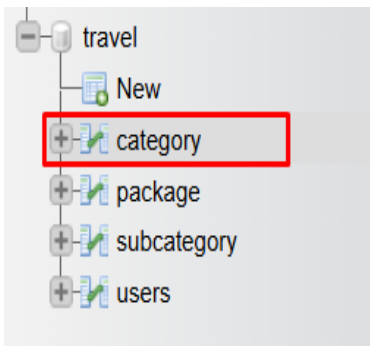 travel
New
category
package
subcategory
users